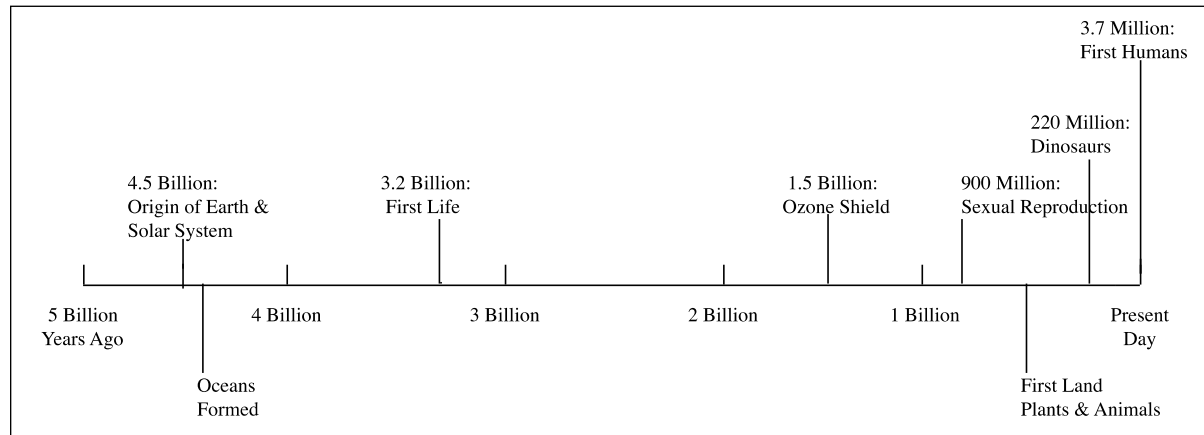 3.7 Million:
First Humans
220 Million:
Dinosaurs
4.5 Billion:
Origin of Earth &
Solar System
3.2 Billion:
First Life
1.5 Billion:
Ozone Shield
900 Million:
Sexual Reproduction
5 Billion
Years Ago
4 Billion
3 Billion
2 Billion
1 Billion
Present
Day
Oceans
Formed
First Land
Plants & Animals